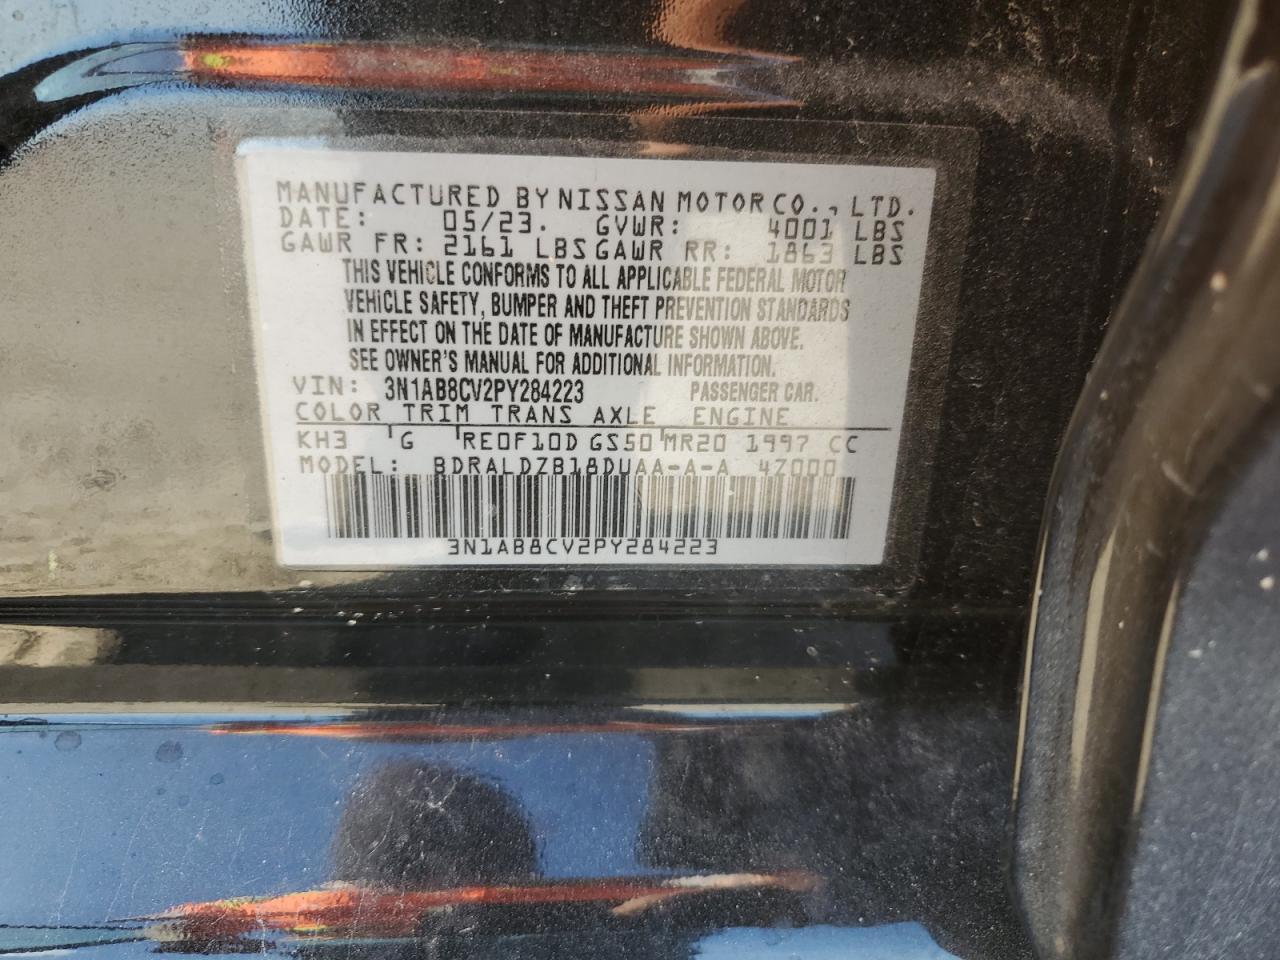 MANUFACTURED BY NISSAN MOTOR CO., LTD.
DATE: 05/23. GVWR: 4001 LBS
GAWR FR: 2161 LBS GAWR RR: 1863 LBS
THIS VEHICLE CONFORMS TO ALL APPLICABLE FEDERAL MOTOR
VEHICLE SAFETY, BUMPER AND THEFT PREVENTION STANDARDS
IN EFFECT ON THE DATE OF MANUFACTURE SHOWN ABOVE.
SEE OWNER'S MANUAL FOR ADDITIONAL INFORMATION.
VIN: 3N1AB8CV2PY284223 PASSENGER CAR.
COLOR TRIM TRANS AXLE ENGINE
KH3 G RE0F10D GS50 MR20 1997 CC
MODEL: BDRALDZB18DUAA-A-A 4Z000
3N1AB8CV2PY284223